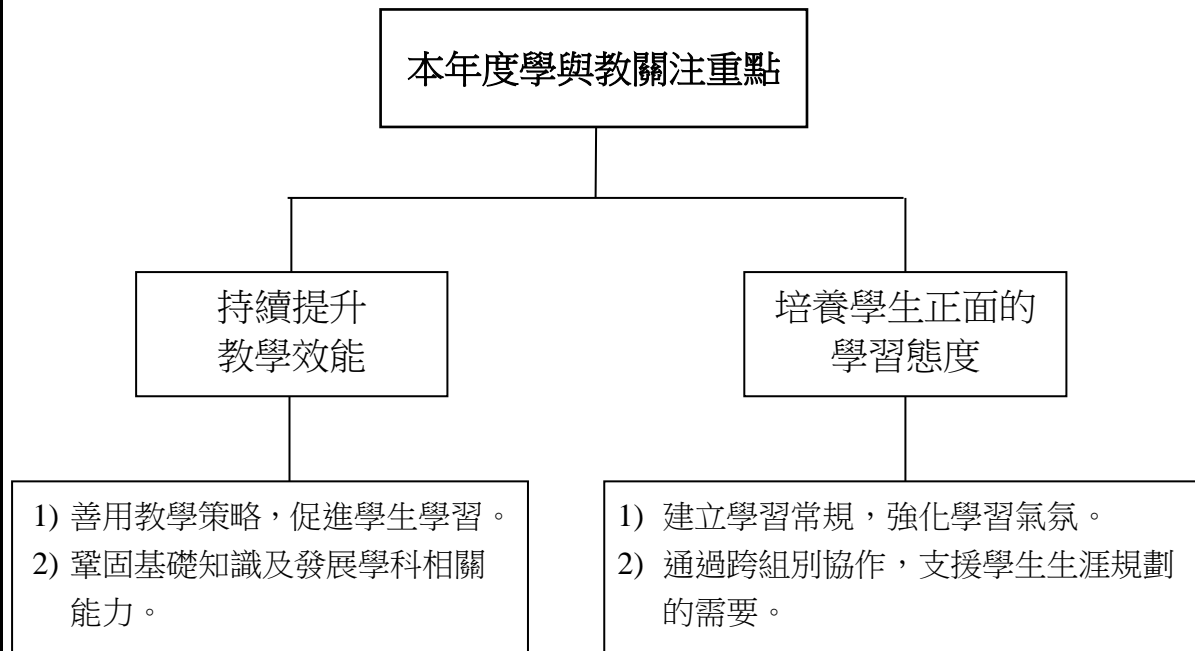 本年度學與教關注重點
持續提升
教學效能
培養學生正面的
學習態度
1) 善用教學策略，促進學生學習。
2) 鞏固基礎知識及發展學科相關
能力。
1) 建立學習常規，強化學習氣氛。
2) 通過跨組別協作，支援學生生涯規劃
的需要。